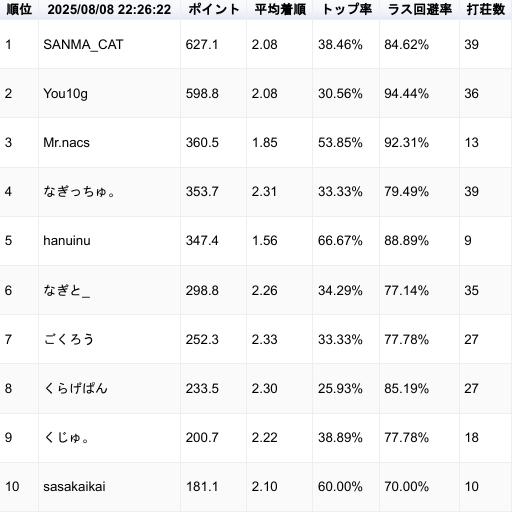 順位 2025/08/08 22:26:22 ポイント 平均着順 トップ率 ラス回避率 打荘数
1 SANMA_CAT 627.1 2.08 38.46% 84.62% 39
2 You10g 598.8 2.08 30.56% 94.44% 36
3 Mr.nacs 360.5 1.85 53.85% 92.31% 13
4 なぎっちゅ。 353.7 2.31 33.33% 79.49% 39
5 hanuinu 347.4 1.56 66.67% 88.89% 9
6 なぎと_ 298.8 2.26 34.29% 77.14% 35
7 ごくろう 252.3 2.33 33.33% 77.78% 27
8 くらげぱん 233.5 2.30 25.93% 85.19% 27
9 くじゅ。 200.7 2.22 38.89% 77.78% 18
10 sasakaikai 181.1 2.10 60.00% 70.00% 10